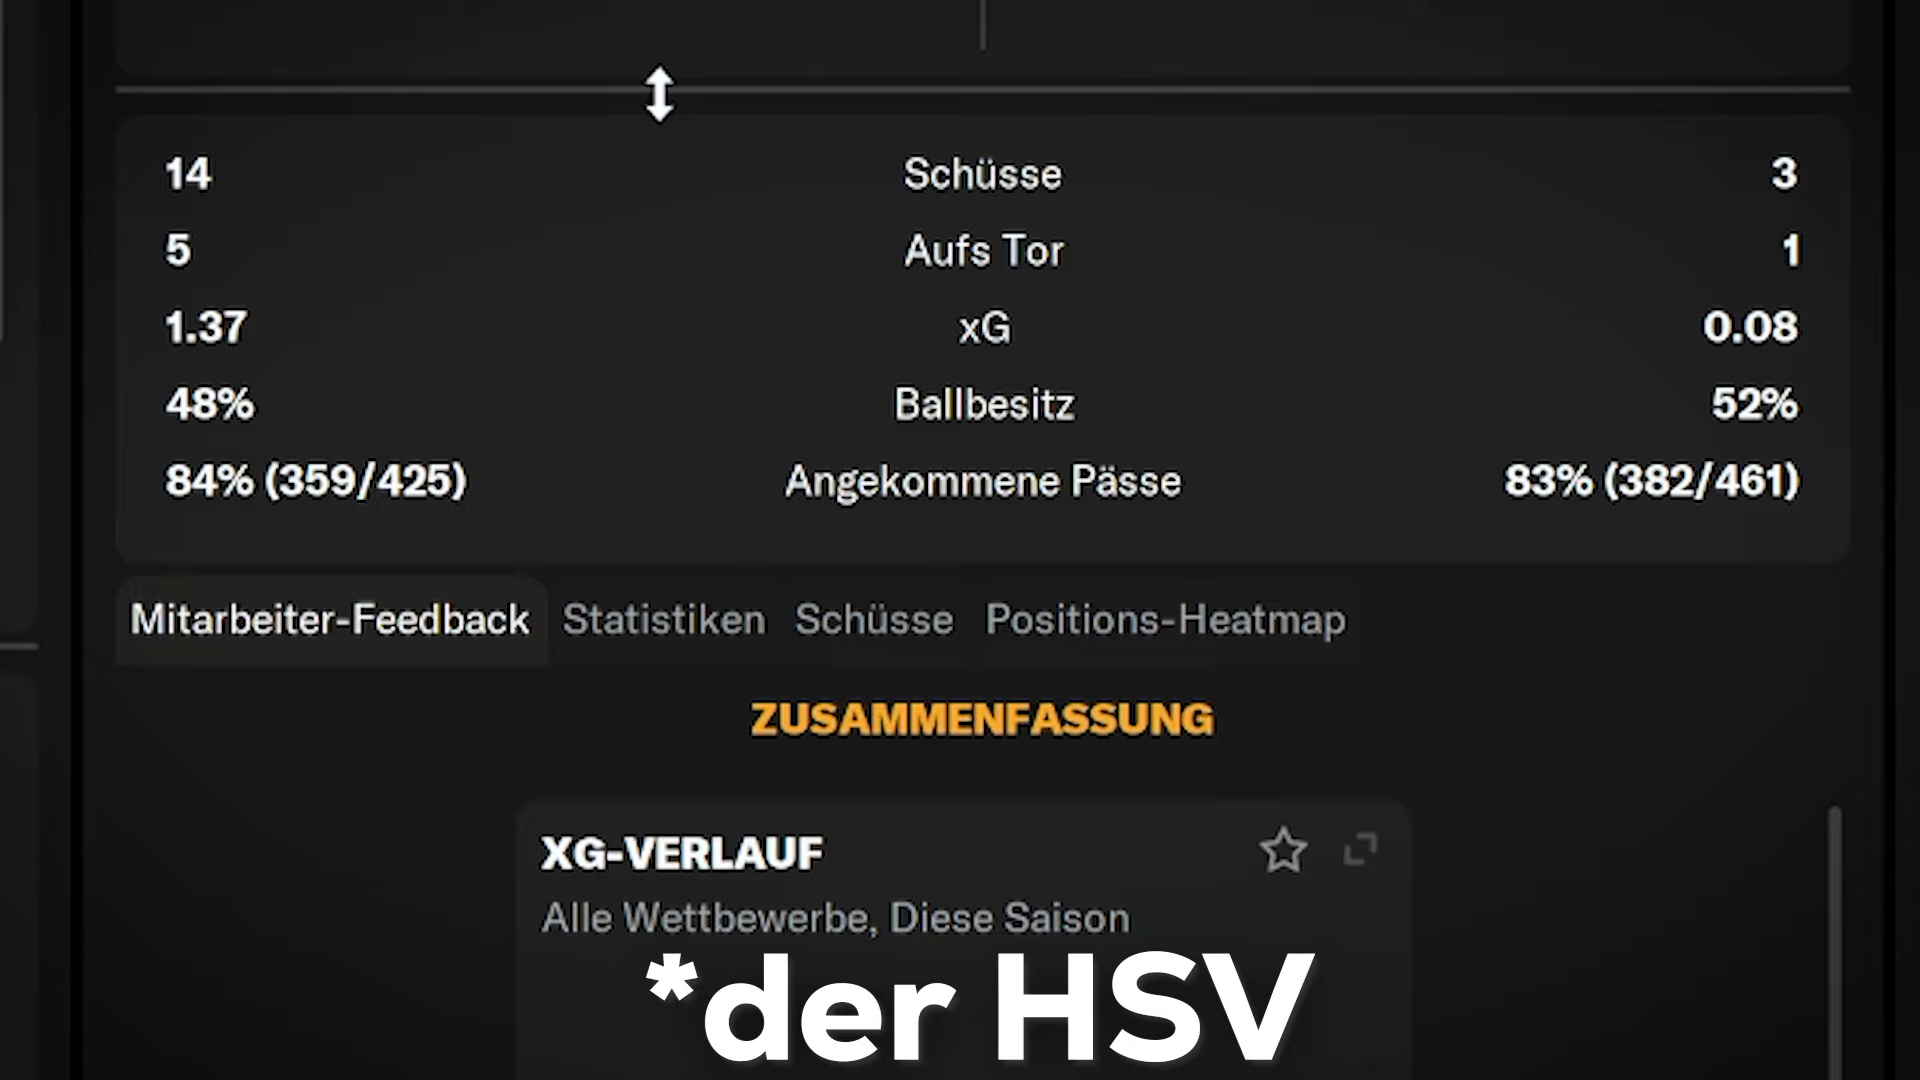 14 Schüsse 3
5 Aufs Tor 1
1.37 xG 0.08
48% Ballbesitz 52%
84% (359/425) Angekommene Pässe 83% (382/461)
Mitarbeiter-Feedback Statistiken Schüsse Positions-Heatmap
ZUSAMMENFASSUNG
XG-VERLAUF
Alle Wettbewerbe, Diese Saison
*der HSV